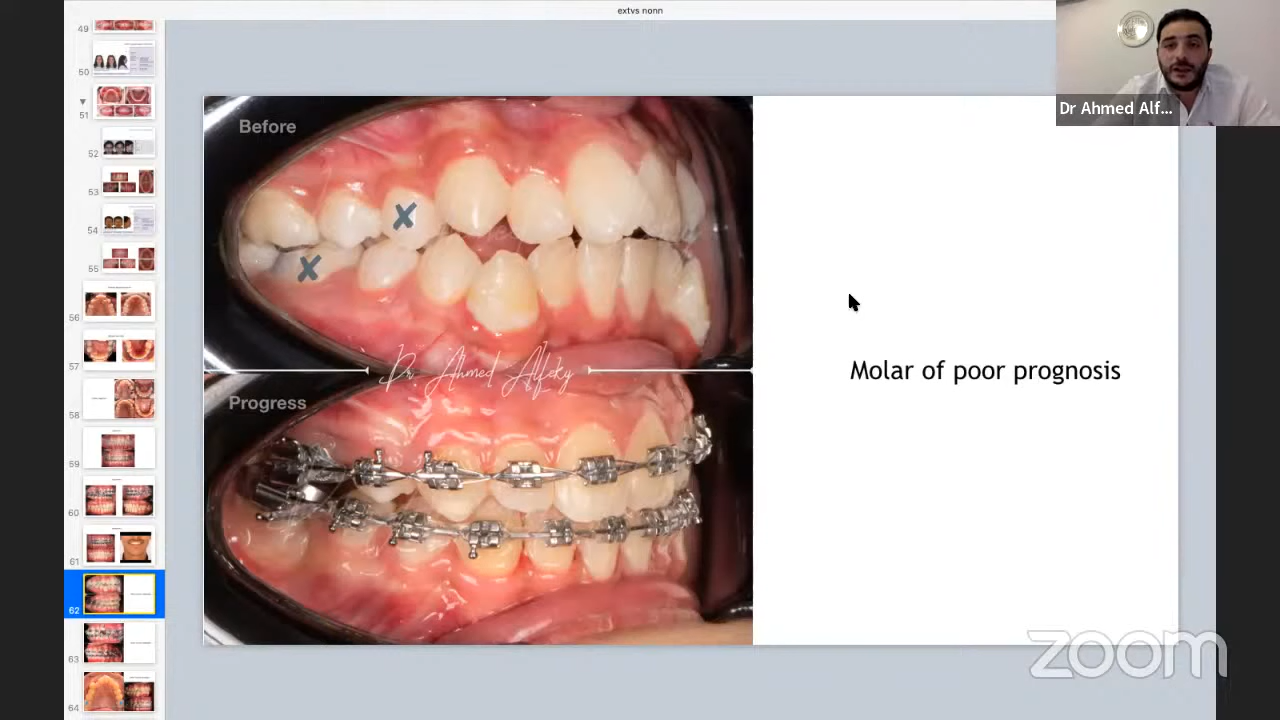 extvs nonn
49
50
51
52
53
54
55
56
57
58
59
60
61
62
63
64
Before
Dr. Ahmed Alfeky
Progress
Molar of poor prognosis
Dr Ahmed Alf...
zoom